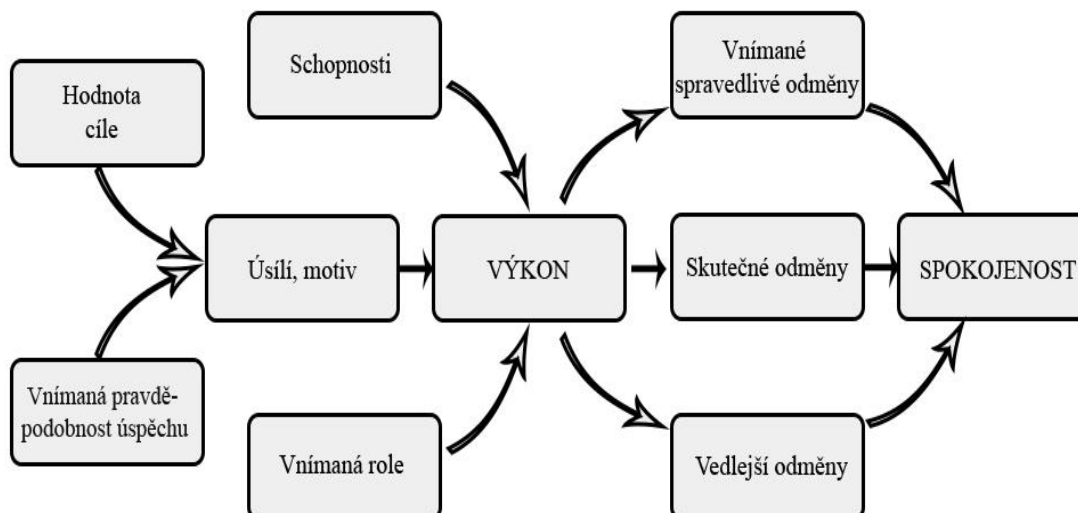 Hodnota
cíle
Vnímaná pravdě-
podobnost úspěchu
Úsílí, motiv
Schopnosti
VÝKON
Vnímaná role
Vnímané
spravedlivé odměny
Skutečné odměny
Vedlejší odměny
SPOKOJENOST